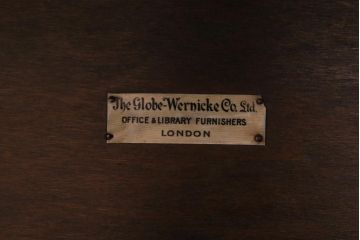 The Globe-Wernicke Co. Ltd.
OFFICE & LIBRARY FURNISHERS
LONDON